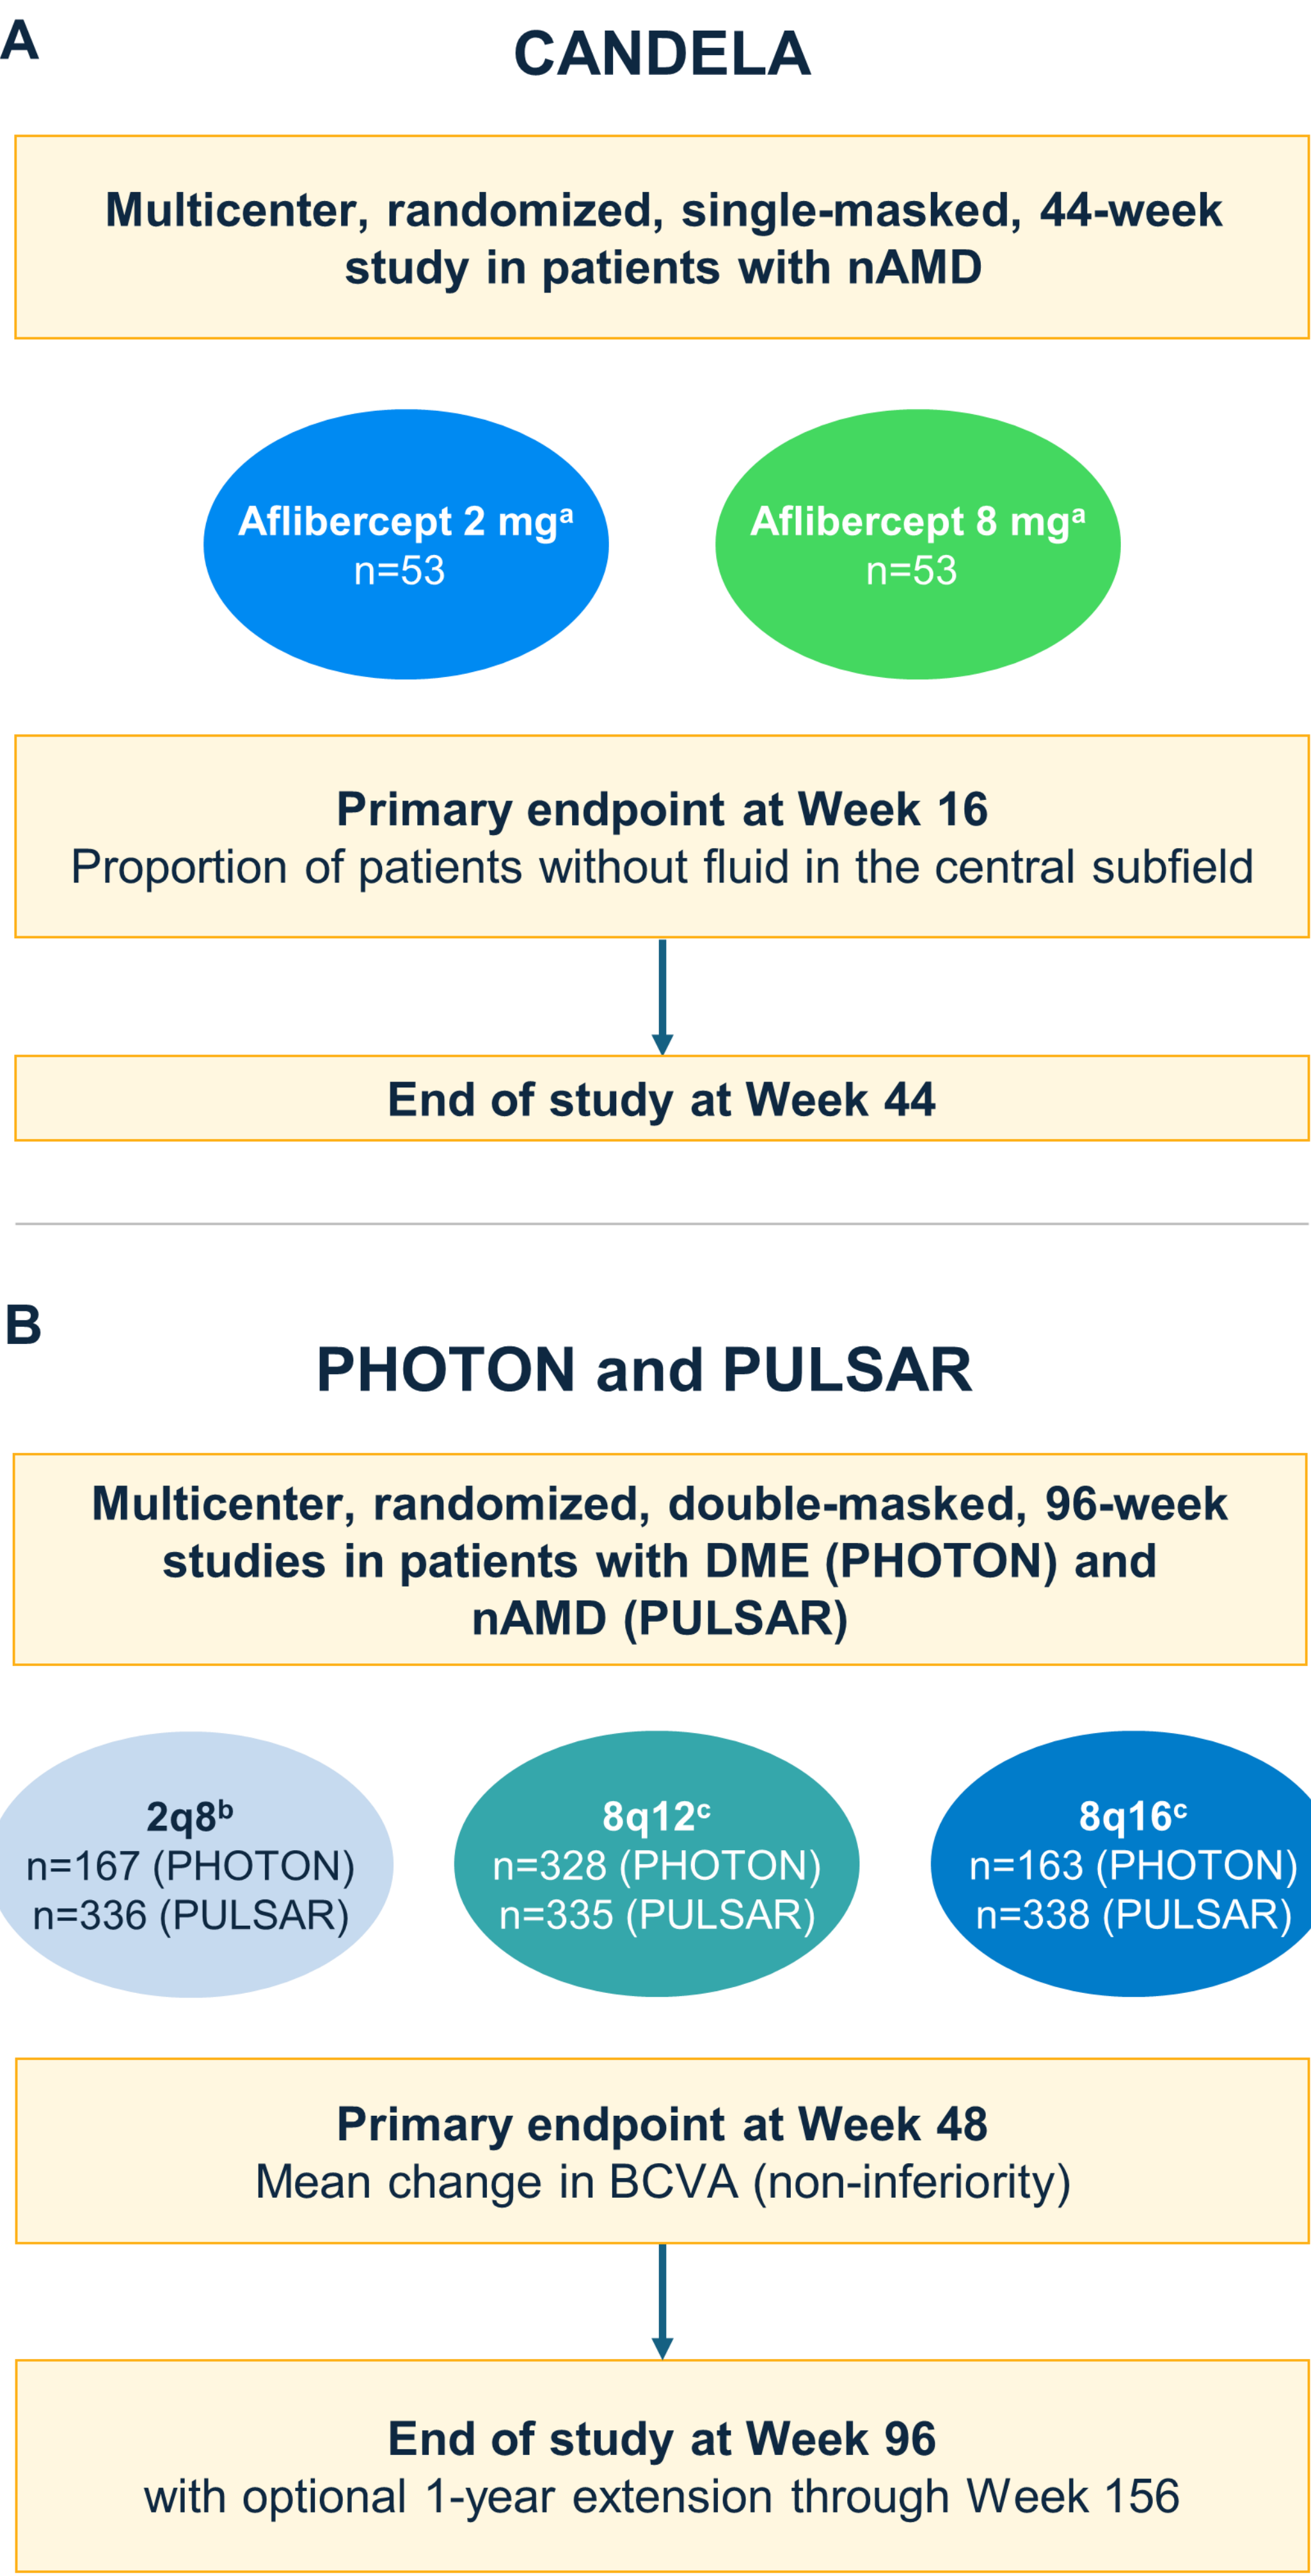 A
CANDELA
Multicenter, randomized, single-masked, 44-week
study in patients with nAMD
Aflibercept 2 mgᵃ
n=53
Aflibercept 8 mgᵃ
n=53
Primary endpoint at Week 16
Proportion of patients without fluid in the central subfield
End of study at Week 44
B
PHOTON and PULSAR
Multicenter, randomized, double-masked, 96-week
studies in patients with DME (PHOTON) and
nAMD (PULSAR)
2q8ᵇ
n=167 (PHOTON)
n=336 (PULSAR)
8q12ᶜ
n=328 (PHOTON)
n=335 (PULSAR)
8q16ᶜ
n=163 (PHOTON)
n=338 (PULSAR)
Primary endpoint at Week 48
Mean change in BCVA (non-inferiority)
End of study at Week 96
with optional 1-year extension through Week 156